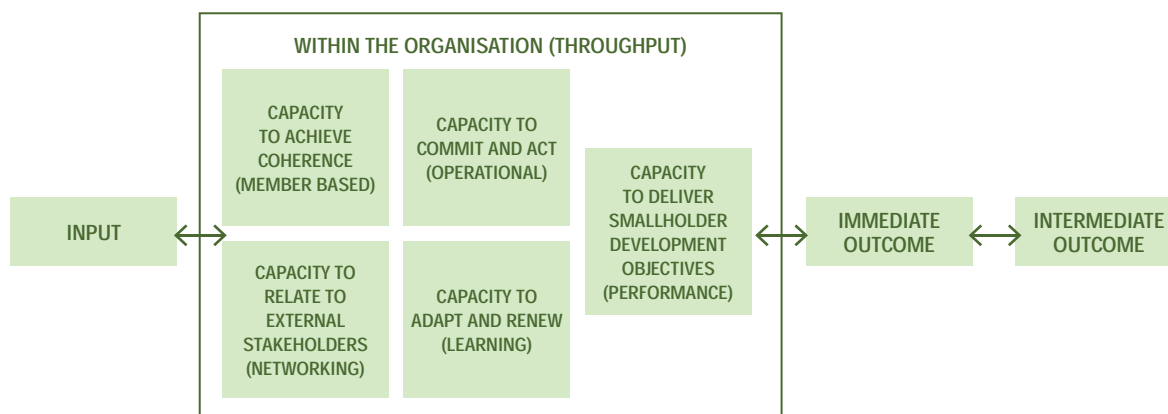 WITHIN THE ORGANISATION (THROUGHPUT)
INPUT
CAPACITY
TO ACHIEVE
COHERENCE
(MEMBER BASED)
CAPACITY TO
COMMIT AND ACT
(OPERATIONAL)
CAPACITY TO
RELATE TO
EXTERNAL
STAKEHOLDERS
(NETWORKING)
CAPACITY TO
ADAPT AND RENEW
(LEARNING)
CAPACITY
TO DELIVER
SMALLHOLDER
DEVELOPMENT
OBJECTIVES
(PERFORMANCE)
IMMEDIATE
OUTCOME
INTERMEDIATE
OUTCOME